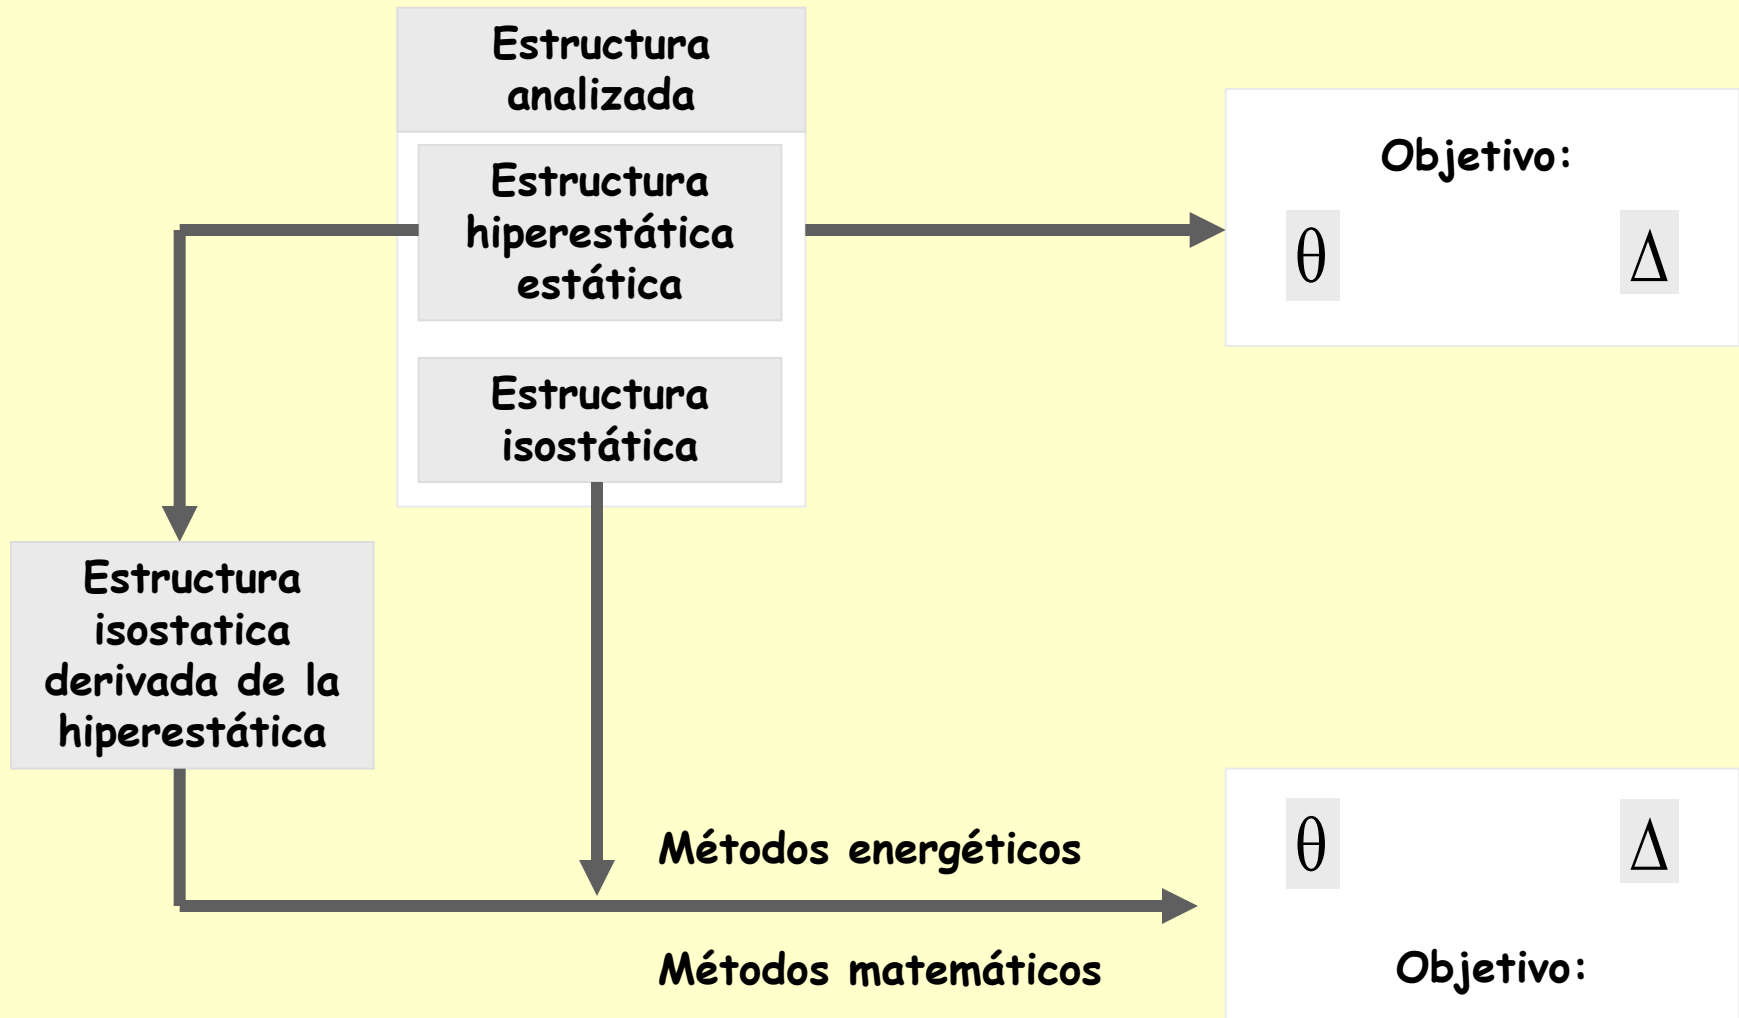 Estructura
analizada
Estructura
hiperestática
estática
Estructura
isostática
Objetivo:
θ Δ
Estructura
isostatica
derivada de la
hiperestática
Métodos energéticos
Métodos matemáticos
θ Δ
Objetivo: